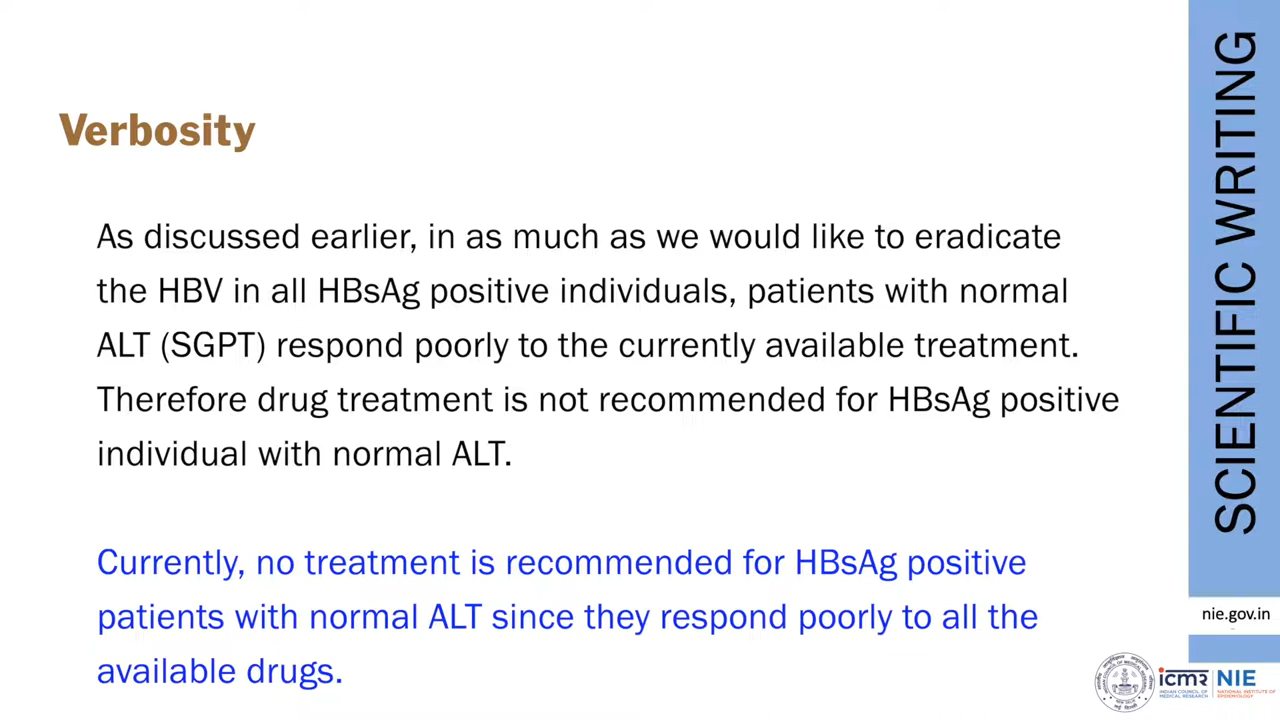 Verbosity
As discussed earlier, in as much as we would like to eradicate
the HBV in all HBsAg positive individuals, patients with normal
ALT (SGPT) respond poorly to the currently available treatment.
Therefore drug treatment is not recommended for HBsAg positive
individual with normal ALT.
Currently, no treatment is recommended for HBsAg positive
patients with normal ALT since they respond poorly to all the
available drugs.
SCIENTIFIC WRITING
nie.gov.in
icmr NIE
INDIAN COUNCIL OF MEDICAL RESEARCH
NATIONAL INSTITUTE OF EPIDEMIOLOGY